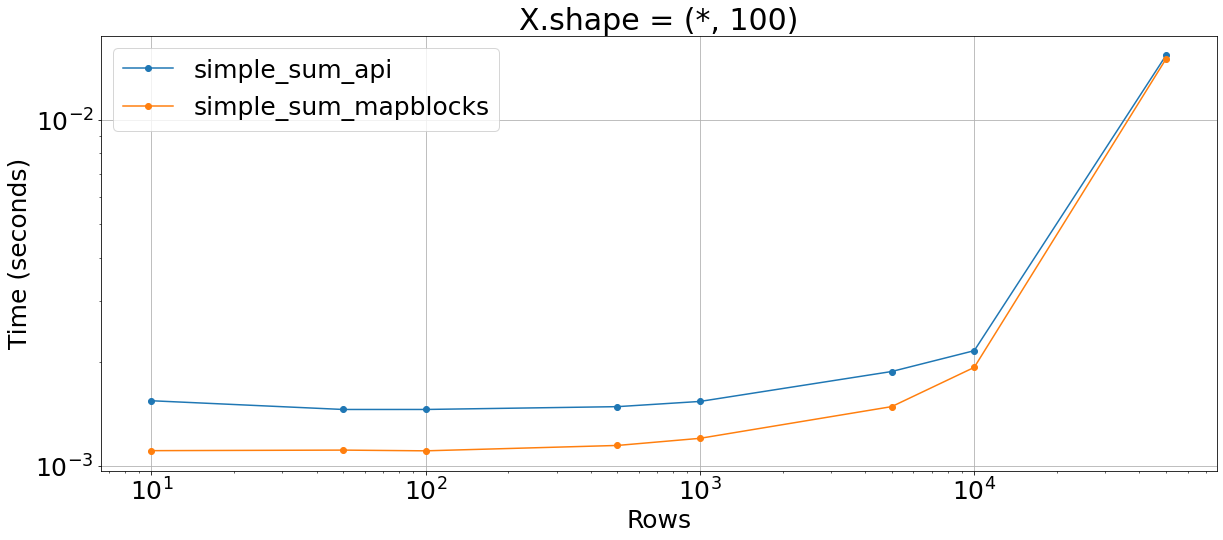 X.shape = (*, 100)
simple_sum_api
simple_sum_mapblocks
Time (seconds)
10⁻²
10⁻³
10¹ 10² 10³ 10⁴
Rows